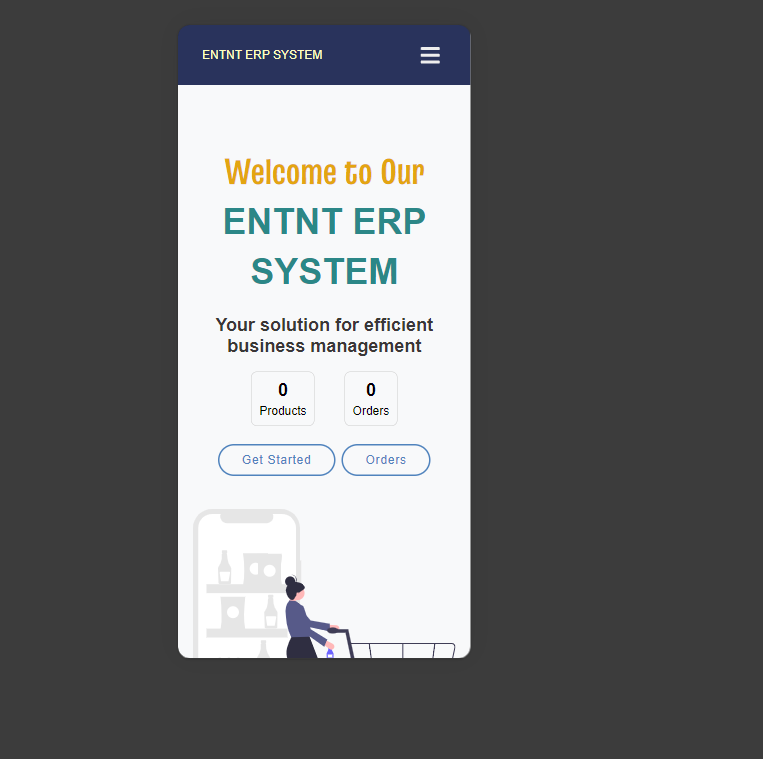 ENTNT ERP SYSTEM
Welcome to Our
ENTNT ERP
SYSTEM
Your solution for efficient
business management
0
Products
0
Orders
Get Started
Orders